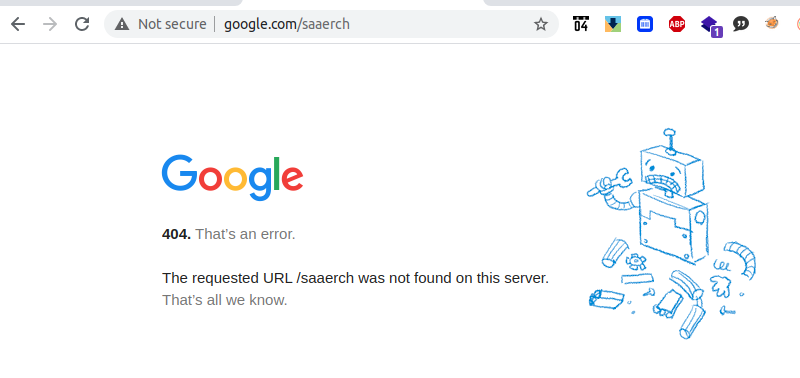 Not secure google.com/saaerch
04
ABP
1
Google
404. That’s an error.
The requested URL /saaerch was not found on this server.
That’s all we know.